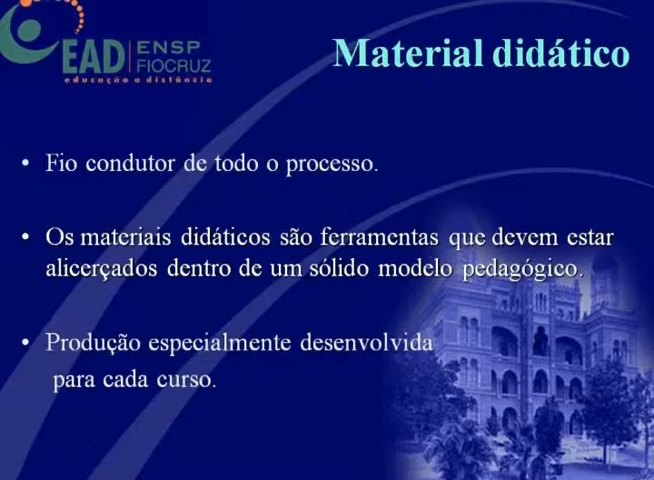 EAD ENSP
FIOCRUZ
educação a distância
Material didático
• Fio condutor de todo o processo.
• Os materiais didáticos são ferramentas que devem estar
alicerçados dentro de um sólido modelo pedagógico.
• Produção especialmente desenvolvida
para cada curso.